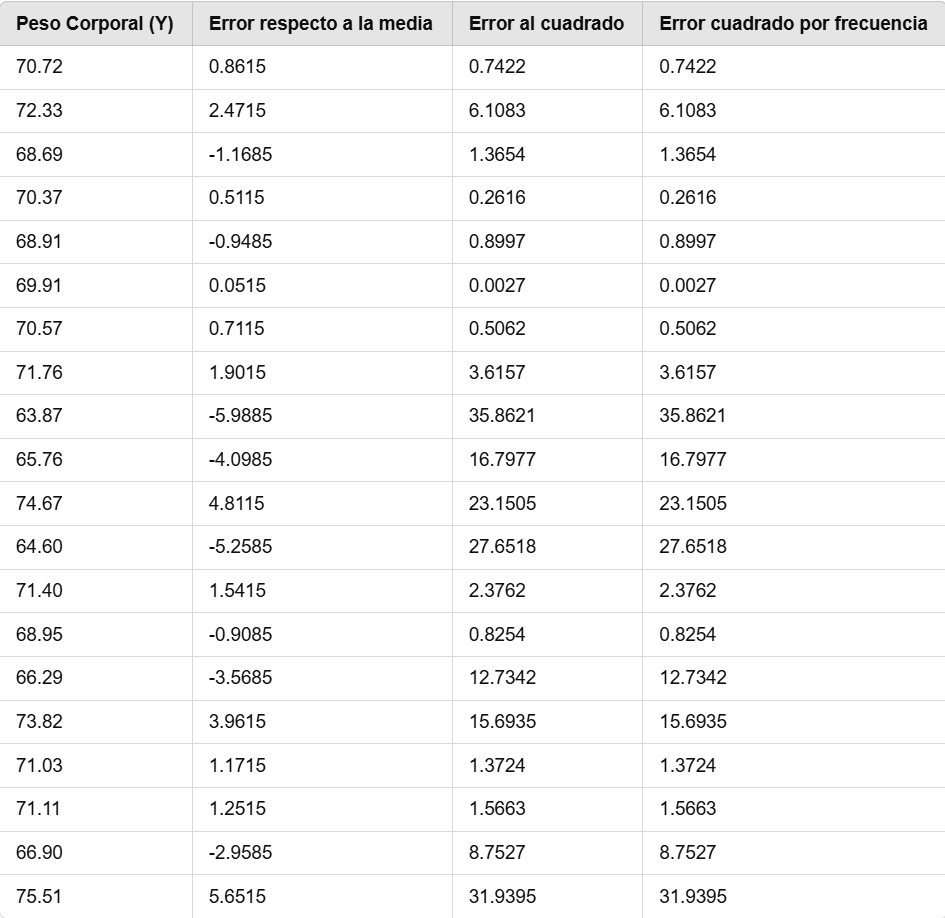 Peso Corporal (Y) Error respecto a la media Error al cuadrado Error cuadrado por frecuencia
70.72 0.8615 0.7422 0.7422
72.33 2.4715 6.1083 6.1083
68.69 -1.1685 1.3654 1.3654
70.37 0.5115 0.2616 0.2616
68.91 -0.9485 0.8997 0.8997
69.91 0.0515 0.0027 0.0027
70.57 0.7115 0.5062 0.5062
71.76 1.9015 3.6157 3.6157
63.87 -5.9885 35.8621 35.8621
65.76 -4.0985 16.7977 16.7977
74.67 4.8115 23.1505 23.1505
64.60 -5.2585 27.6518 27.6518
71.40 1.5415 2.3762 2.3762
68.95 -0.9085 0.8254 0.8254
66.29 -3.5685 12.7342 12.7342
73.82 3.9615 15.6935 15.6935
71.03 1.1715 1.3724 1.3724
71.11 1.2515 1.5663 1.5663
66.90 -2.9585 8.7527 8.7527
75.51 5.6515 31.9395 31.9395